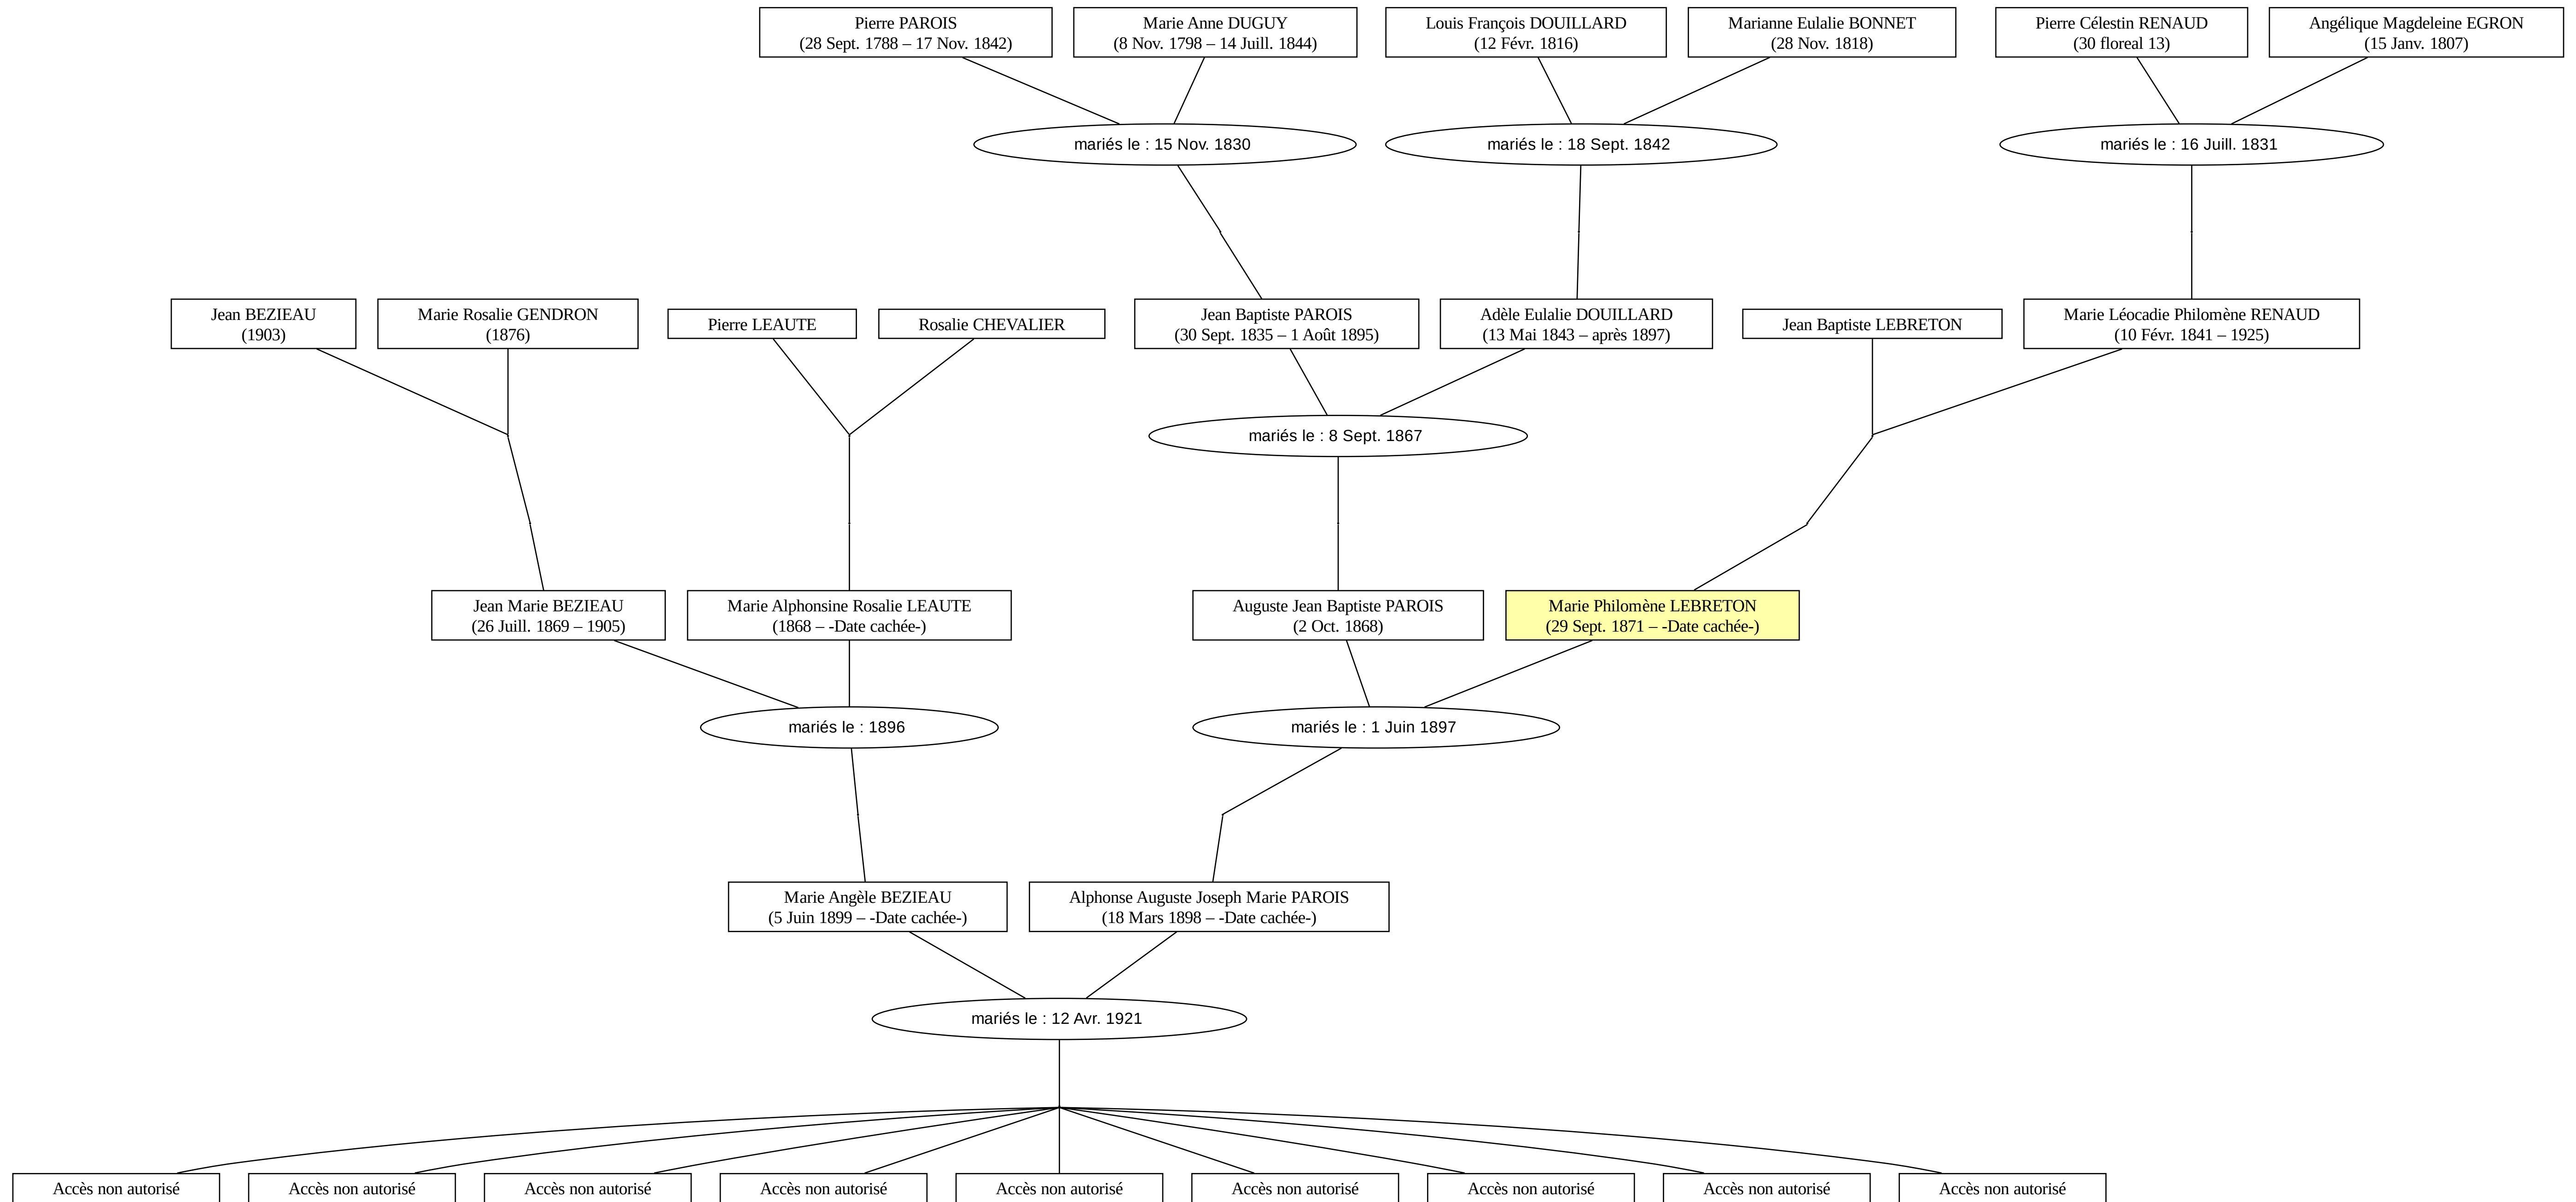 Pierre PAROIS
(28 Sept. 1788 – 17 Nov. 1842)
Marie Anne DUGUY
(8 Nov. 1798 – 14 Juill. 1844)
Louis François DOUILLARD
(12 Févr. 1816)
Marianne Eulalie BONNET
(28 Nov. 1818)
Pierre Célestin RENAUD
(30 floreal 13)
Angélique Magdeleine EGRON
(15 Janv. 1807)
mariés le : 15 Nov. 1830
mariés le : 18 Sept. 1842
mariés le : 16 Juill. 1831
Jean BEZIEAU
(1903)
Marie Rosalie GENDRON
(1876)
Pierre LEAUTE
Rosalie CHEVALIER
Jean Baptiste PAROIS
(30 Sept. 1835 – 1 Août 1895)
Adèle Eulalie DOUILLARD
(13 Mai 1843 – après 1897)
Jean Baptiste LEBRETON
Marie Léocadie Philomène RENAUD
(10 Févr. 1841 – 1925)
mariés le : 8 Sept. 1867
Jean Marie BEZIEAU
(26 Juill. 1869 – 1905)
Marie Alphonsine Rosalie LEAUTE
(1868 – -Date cachée-)
Auguste Jean Baptiste PAROIS
(2 Oct. 1868)
Marie Philomène LEBRETON
(29 Sept. 1871 – -Date cachée-)
mariés le : 1896
mariés le : 1 Juin 1897
Marie Angèle BEZIEAU
(5 Juin 1899 – -Date cachée-)
Alphonse Auguste Joseph Marie PAROIS
(18 Mars 1898 – -Date cachée-)
mariés le : 12 Avr. 1921
Accès non autorisé
Accès non autorisé
Accès non autorisé
Accès non autorisé
Accès non autorisé
Accès non autorisé
Accès non autorisé
Accès non autorisé
Accès non autorisé